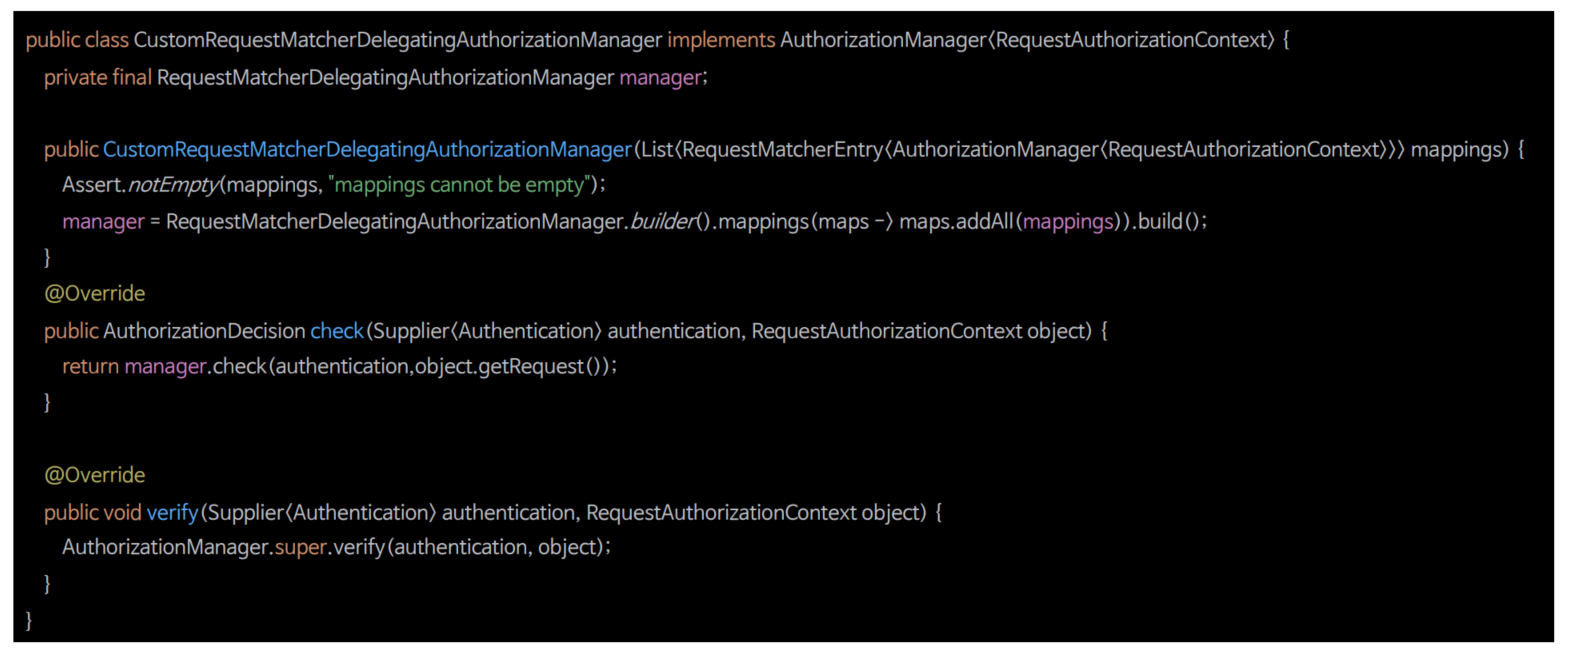 public class CustomRequestMatcherDelegatingAuthorizationManager implements AuthorizationManager<RequestAuthorizationContext> {
private final RequestMatcherDelegatingAuthorizationManager manager;
public CustomRequestMatcherDelegatingAuthorizationManager(List<RequestMatcherEntry<AuthorizationManager<RequestAuthorizationContext>>> mappings) {
Assert.notEmpty(mappings, "mappings cannot be empty");
manager = RequestMatcherDelegatingAuthorizationManager.builder().mappings(maps -> maps.addAll(mappings)).build();
}
@Override
public AuthorizationDecision check(Supplier<Authentication> authentication, RequestAuthorizationContext object) {
return manager.check(authentication,object.getRequest());
}
@Override
public void verify(Supplier<Authentication> authentication, RequestAuthorizationContext object) {
AuthorizationManager.super.verify(authentication, object);
}
}